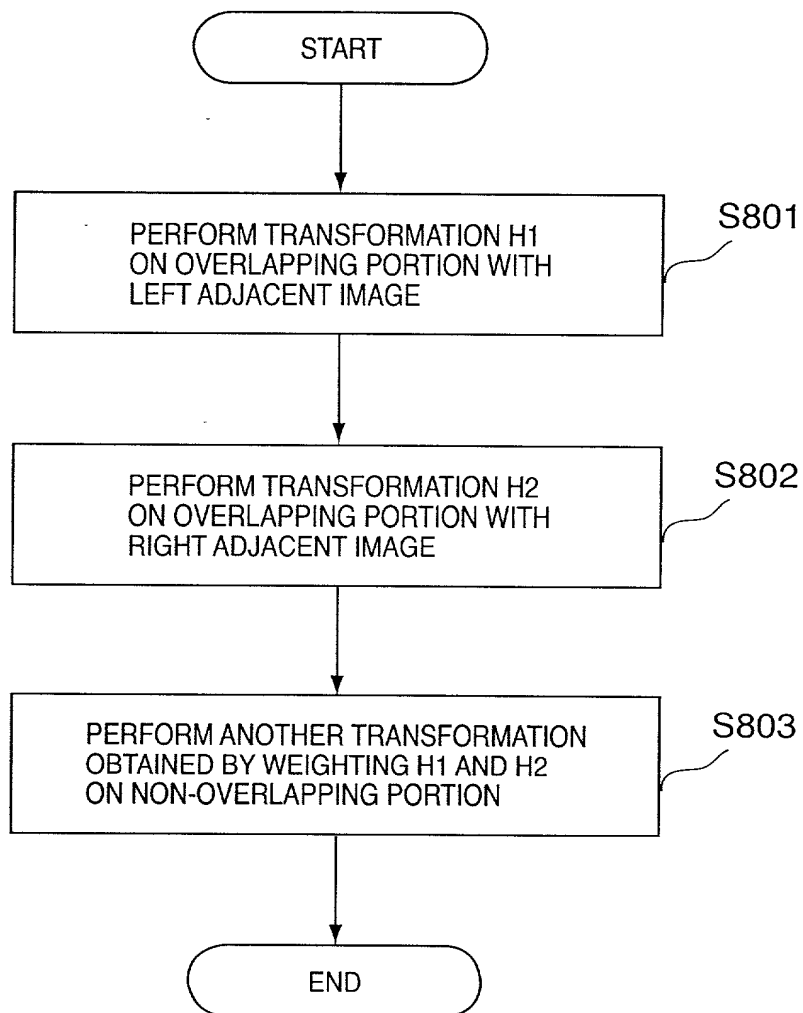 START
PERFORM TRANSFORMATION H1
ON OVERLAPPING PORTION WITH
LEFT ADJACENT IMAGE
S801
PERFORM TRANSFORMATION H2
ON OVERLAPPING PORTION WITH
RIGHT ADJACENT IMAGE
S802
PERFORM ANOTHER TRANSFORMATION
OBTAINED BY WEIGHTING H1 AND H2
ON NON-OVERLAPPING PORTION
S803
END